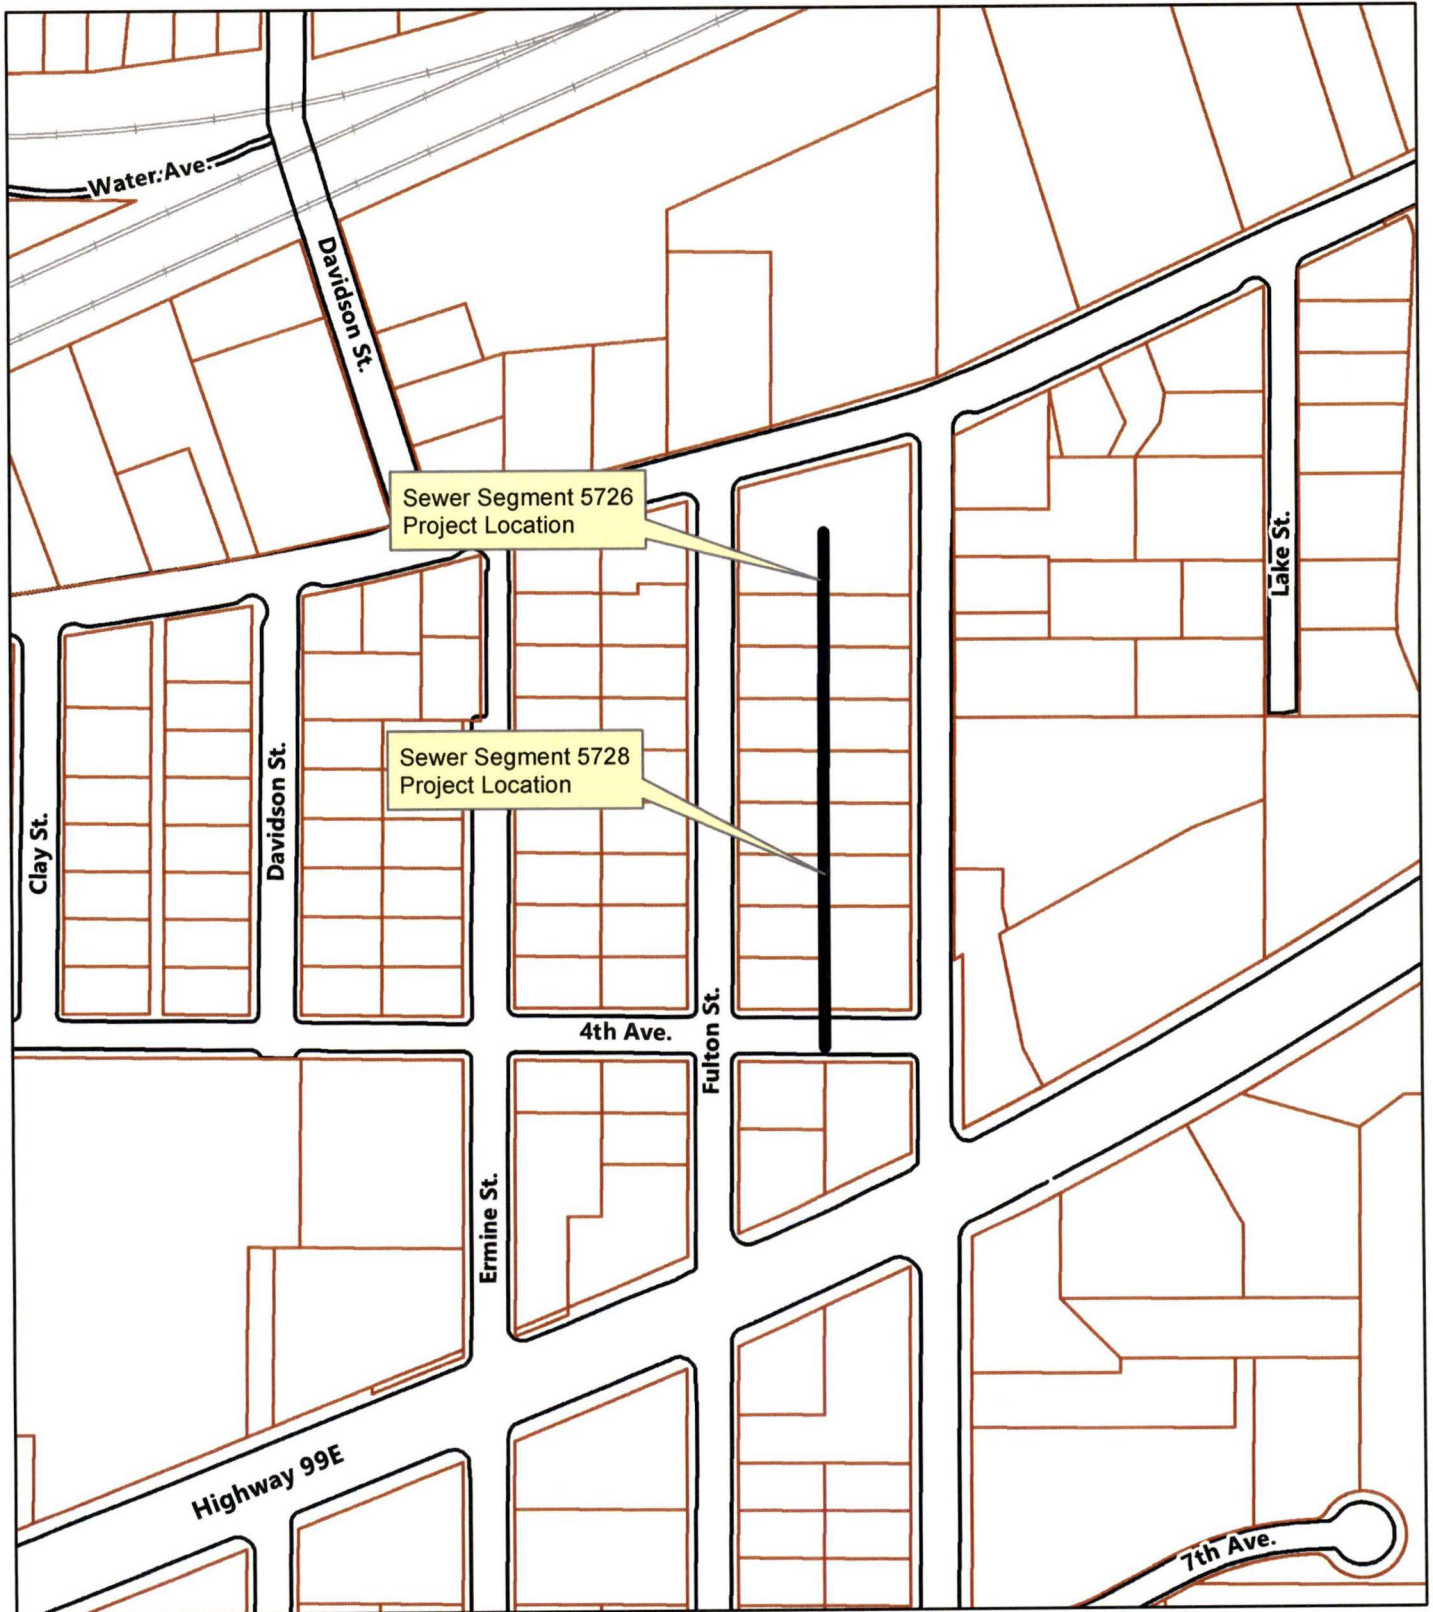 Water Ave.
Davidson St.
Sewer Segment 5726
Project Location
Lake St.
Sewer Segment 5728
Project Location
Clay St.
Davidson St.
4th Ave.
Fulton St.
Ermine St.
Highway 99E
7th Ave.